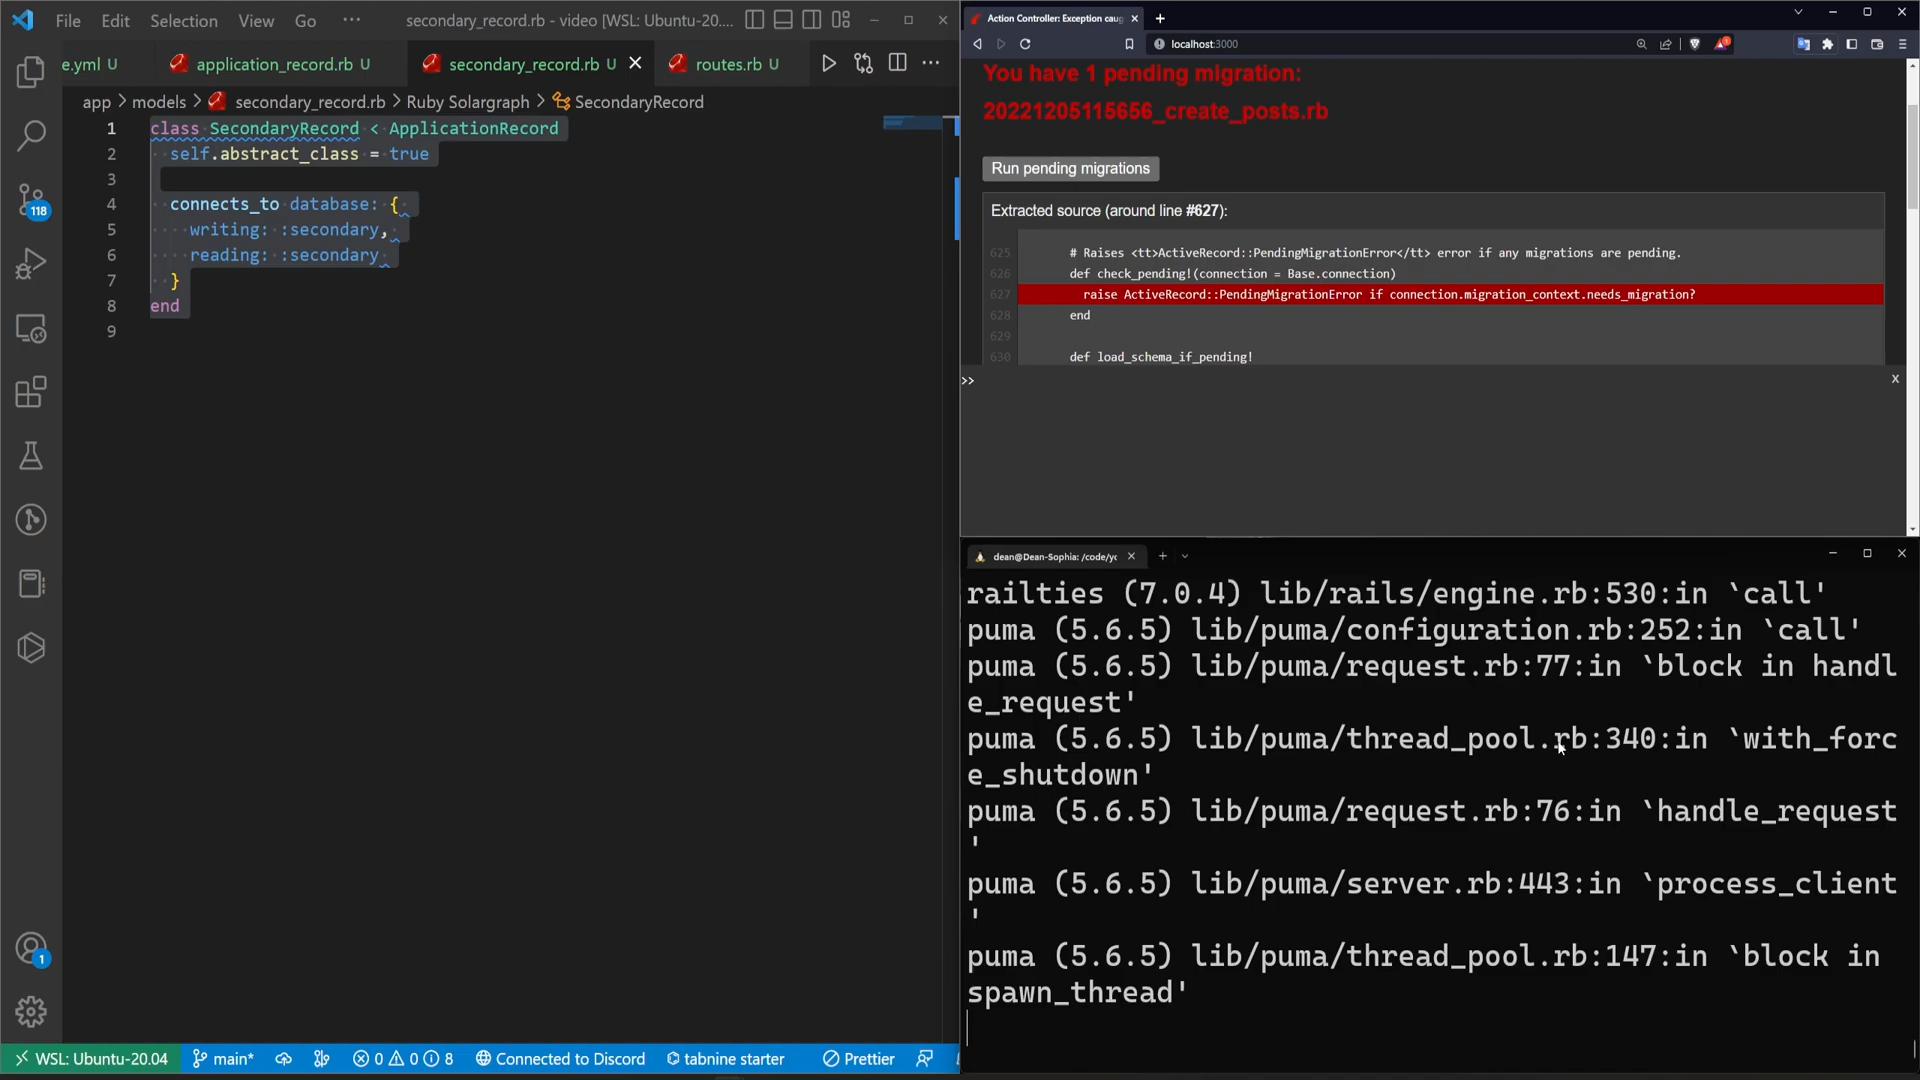 File Edit Selection View Go ··· secondary_record.rb - video [WSL: Ubuntu-20....
e.yml U application_record.rb U secondary_record.rb U routes.rb U
app > models > secondary_record.rb > Ruby Solargraph > SecondaryRecord
1 class SecondaryRecord < ApplicationRecord
2 self.abstract_class = true
3
4 connects_to database: {
5 writing: :secondary,
6 reading: :secondary
7 }
8 end
9
118
1
WSL: Ubuntu-20.04 main* 0 0 8 Connected to Discord tabnine starter Prettier
Action Controller: Exception caug
localhost:3000
You have 1 pending migration:
20221205115656_create_posts.rb
Run pending migrations
Extracted source (around line #627):
625 # Raises <tt>ActiveRecord::PendingMigrationError</tt> error if any migrations are pending.
626 def check_pending!(connection = Base.connection)
627 raise ActiveRecord::PendingMigrationError if connection.migration_context.needs_migration?
628 end
629
630 def load_schema_if_pending!
>> x
dean@Dean-Sophia: /code/yc
railties (7.0.4) lib/rails/engine.rb:530:in `call'
puma (5.6.5) lib/puma/configuration.rb:252:in `call'
puma (5.6.5) lib/puma/request.rb:77:in `block in handl
e_request'
puma (5.6.5) lib/puma/thread_pool.rb:340:in `with_forc
e_shutdown'
puma (5.6.5) lib/puma/request.rb:76:in `handle_request
'
puma (5.6.5) lib/puma/server.rb:443:in `process_client
'
puma (5.6.5) lib/puma/thread_pool.rb:147:in `block in
spawn_thread'